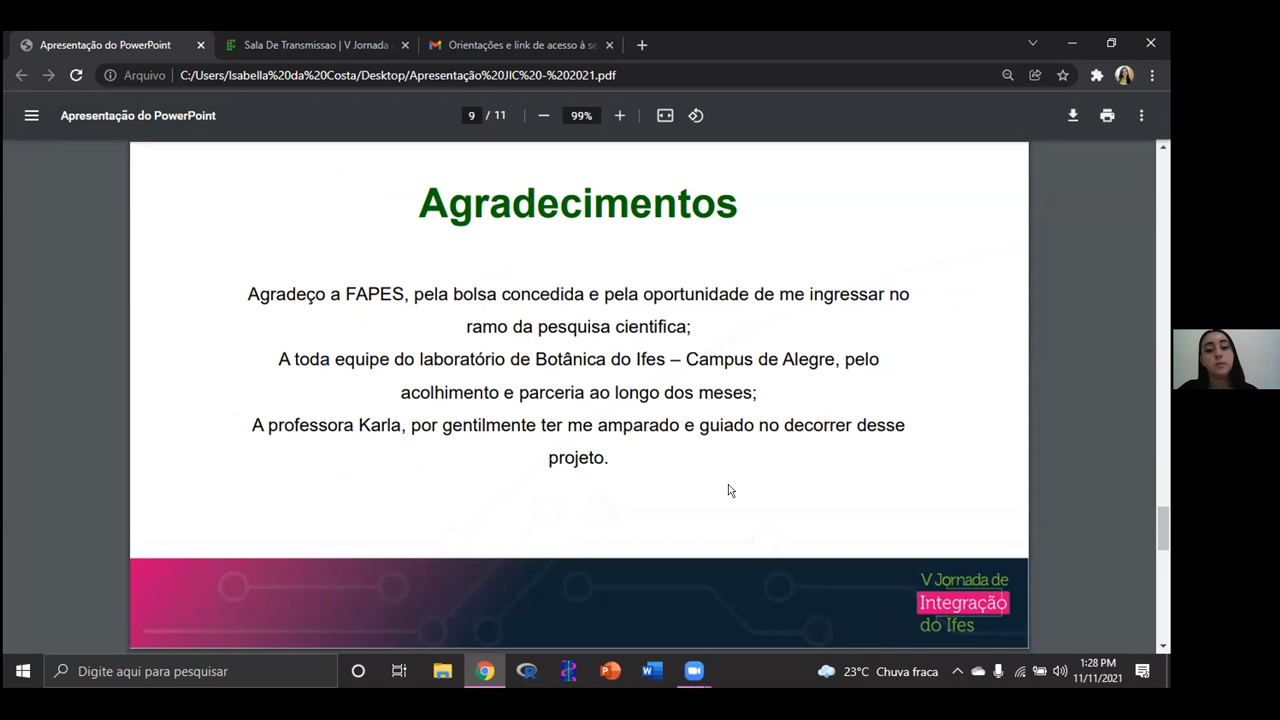 Apresentação do PowerPoint
Sala De Transmissao | V Jornada
Orientações e link de acesso à se
Arquivo
C:/Users/Isabella%20da%20Costa/Desktop/Apresentação%20JIC%20-%202021.pdf
Apresentação do PowerPoint
9 / 11
99%
Agradecimentos
Agradeço a FAPES, pela bolsa concedida e pela oportunidade de me ingressar no
ramo da pesquisa cientifica;
A toda equipe do laboratório de Botânica do Ifes – Campus de Alegre, pelo
acolhimento e parceria ao longo dos meses;
A professora Karla, por gentilmente ter me amparado e guiado no decorrer desse
projeto.
V Jornada de
Integração
do Ifes
Digite aqui para pesquisar
23°C Chuva fraca
1:28 PM
11/11/2021